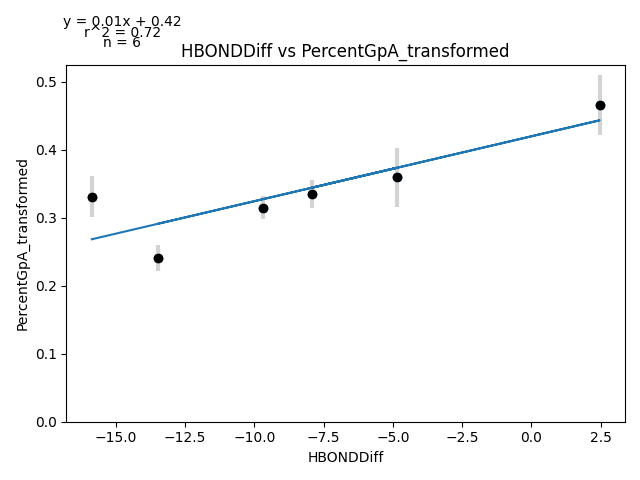 y = 0.01x + 0.42
r^2 = 0.72
n = 6
HBONDDiff vs PercentGpA_transformed
PercentGpA_transformed
0.5
0.4
0.3
0.2
0.1
0.0
−15.0 −12.5 −10.0 −7.5 −5.0 −2.5 0.0 2.5
HBONDDiff